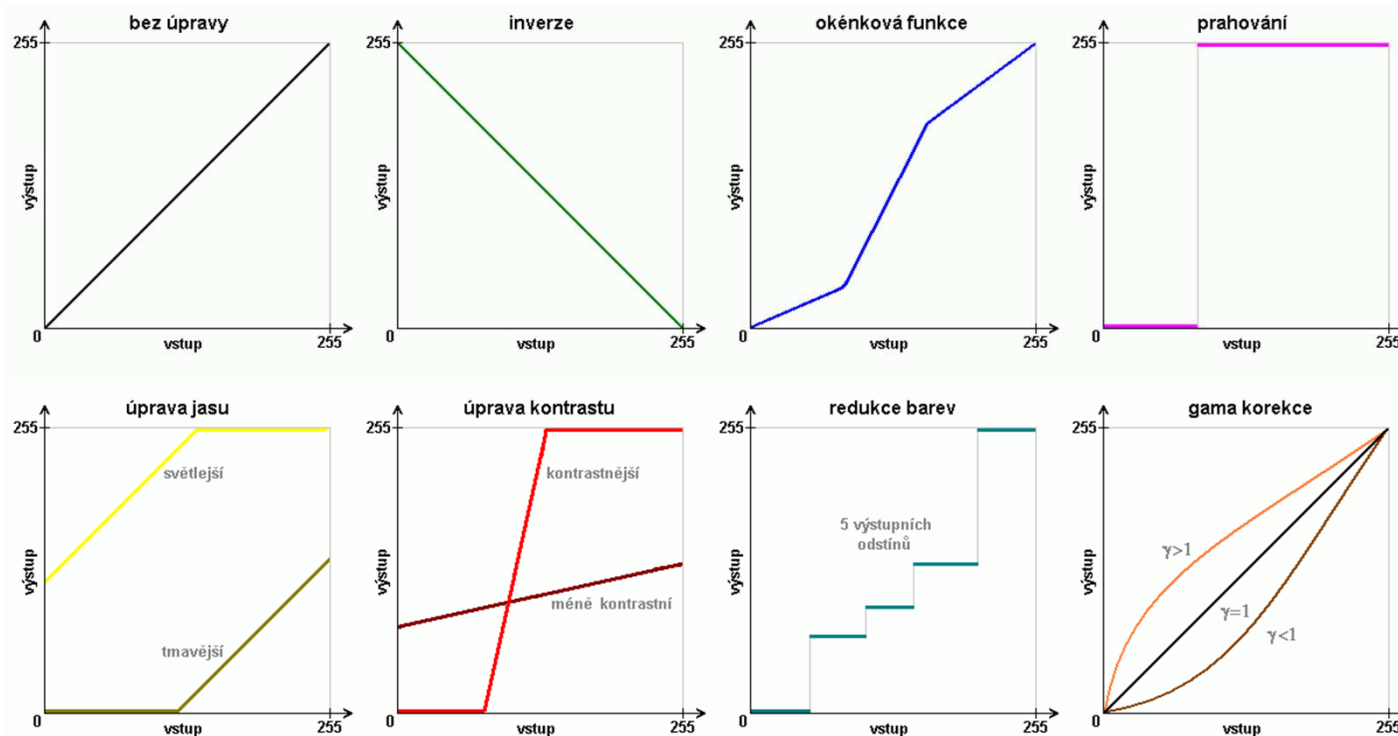 bez úpravy
255
výstup
0
vstup
255
inverze
255
výstup
0
vstup
255
okénková funkce
255
výstup
0
vstup
255
prahování
255
výstup
0
vstup
255
úprava jasu
255
světlejší
výstup
tmavější
0
vstup
255
úprava kontrastu
255
kontrastnější
výstup
méně kontrastní
0
vstup
255
redukce barev
255
5 výstupních
odstínů
výstup
0
vstup
255
gama korekce
255
γ>1
výstup
γ=1
γ<1
0
vstup
255